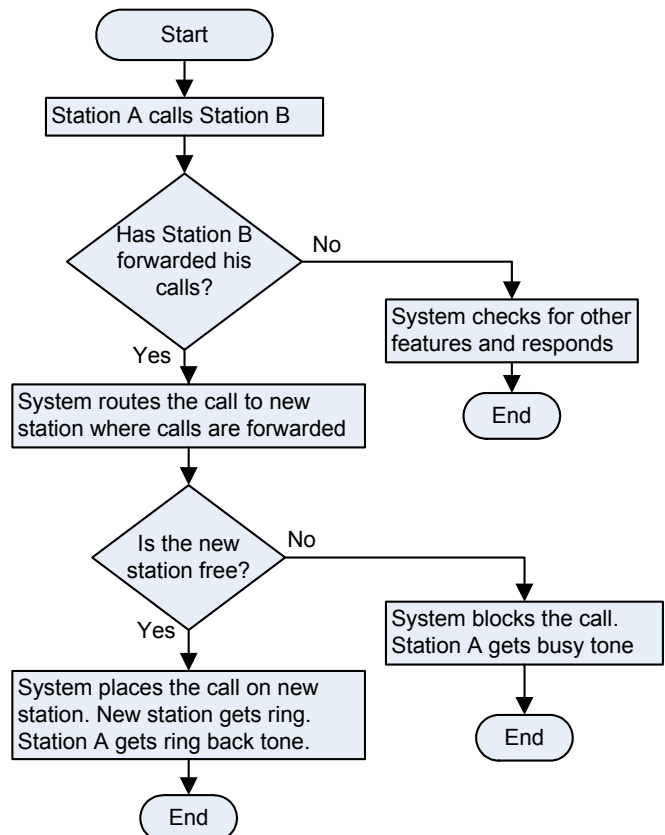 Start
Station A calls Station B
Has Station B
forwarded his
calls?
No
Yes
System checks for other
features and responds
End
System routes the call to new
station where calls are forwarded
Is the new
station free?
No
Yes
System blocks the call.
Station A gets busy tone
End
System places the call on new
station. New station gets ring.
Station A gets ring back tone.
End